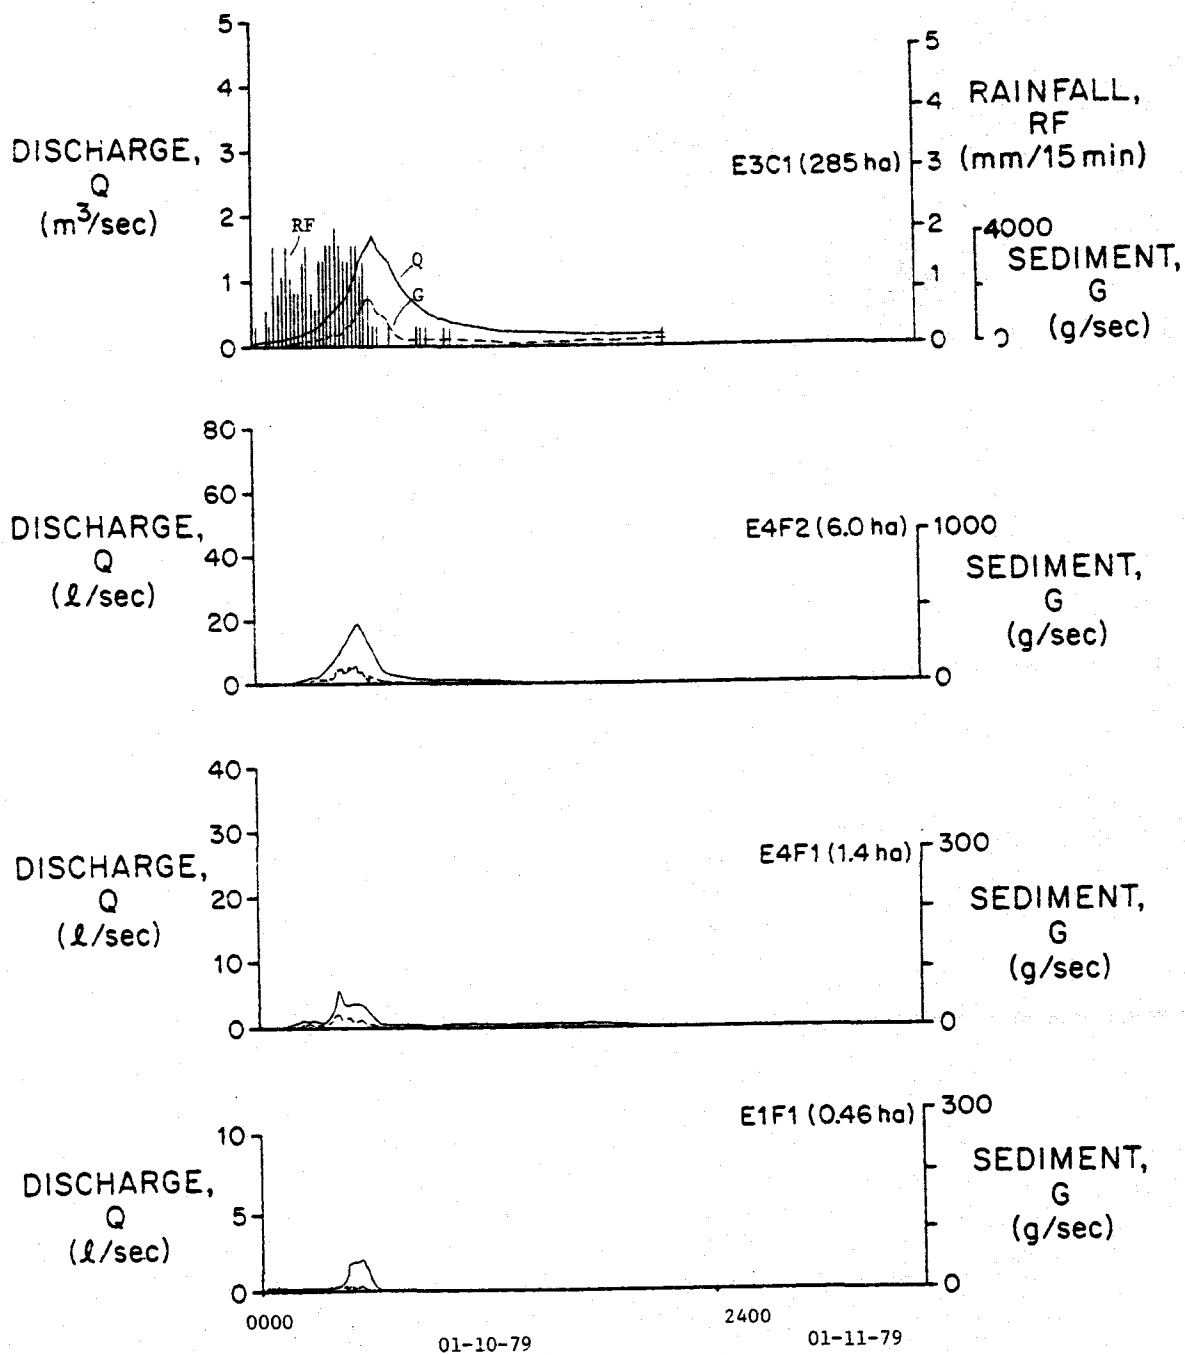 5
4
3
2
1
0
DISCHARGE,
Q
(m³/sec)
RF
Q
G
E3C1 (285 ha)
5
4
3
2
1
0
RAINFALL,
RF
(mm/15 min)
4000
0
SEDIMENT,
G
(g/sec)
80
60
40
20
0
DISCHARGE,
Q
(ℓ/sec)
E4F2 (6.0 ha)
1000
0
SEDIMENT,
G
(g/sec)
40
30
20
10
0
DISCHARGE,
Q
(ℓ/sec)
E4F1 (1.4 ha)
300
0
SEDIMENT,
G
(g/sec)
10
5
0
DISCHARGE,
Q
(ℓ/sec)
E1F1 (0.46 ha)
300
0
SEDIMENT,
G
(g/sec)
0000
2400
01-10-79
01-11-79